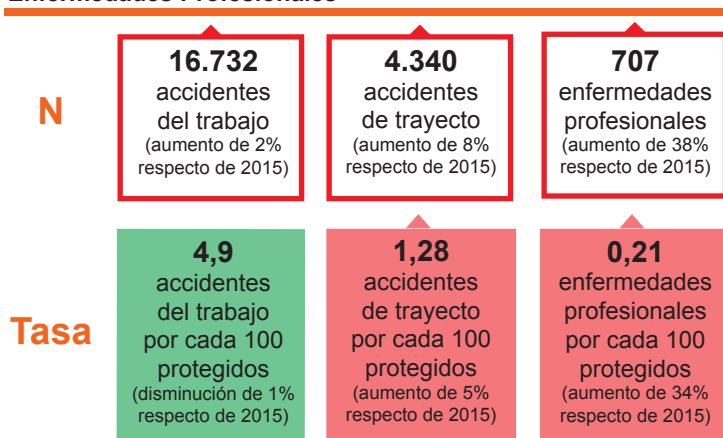 Enfermedades Profesionales
N
16.732
accidentes
del trabajo
(aumento de 2%
respecto de 2015)
4.340
accidentes
de trayecto
(aumento de 8%
respecto de 2015)
707
enfermedades
profesionales
(aumento de 38%
respecto de 2015)
Tasa
4,9
accidentes
del trabajo
por cada 100
protegidos
(disminución de 1%
respecto de 2015)
1,28
accidentes
de trayecto
por cada 100
protegidos
(aumento de 5%
respecto de 2015)
0,21
enfermedades
profesionales
por cada 100
protegidos
(aumento de 34%
respecto de 2015)